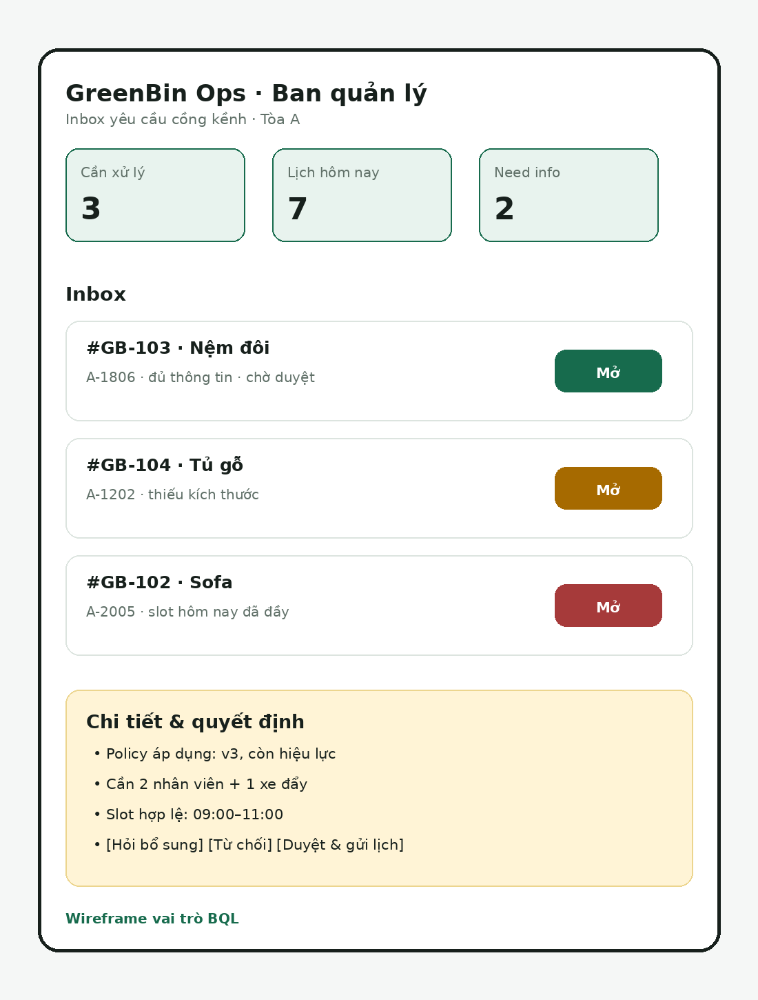 GreenBin Ops · Ban quản lý
Inbox yêu cầu cồng kềnh · Tòa A
Cần xử lý
3
Lịch hôm nay
7
Need info
2
Inbox
#GB-103 · Nệm đôi
A-1806 · đủ thông tin · chờ duyệt
Mở
#GB-104 · Tủ gỗ
A-1202 · thiếu kích thước
Mở
#GB-102 · Sofa
A-2005 · slot hôm nay đã đầy
Mở
Chi tiết & quyết định
• Policy áp dụng: v3, còn hiệu lực
• Cần 2 nhân viên + 1 xe đẩy
• Slot hợp lệ: 09:00–11:00
• [Hỏi bổ sung] [Từ chối] [Duyệt & gửi lịch]
Wireframe vai trò BQL